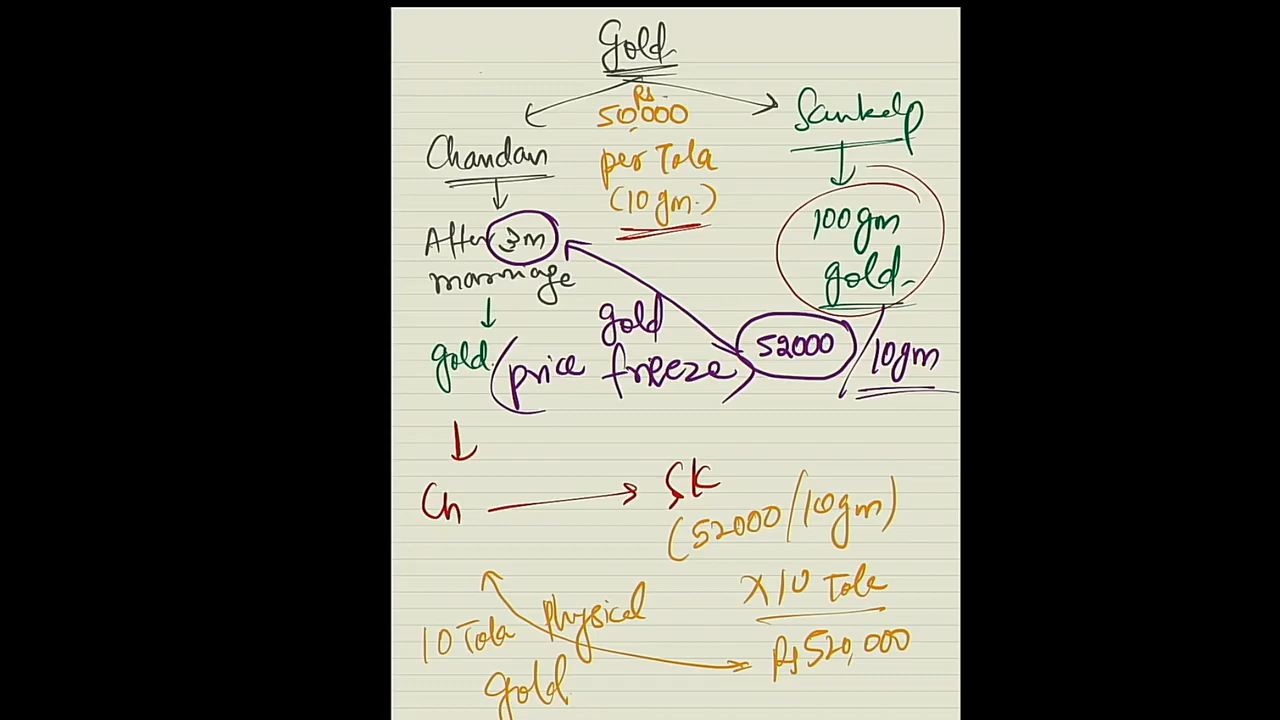 Gold
Rs.
50,000
per Tola
(10 gm.)
Chandan
After 3m
marriage
gold
Sankalp
100gm
gold.
gold
(price freeze)
52000 / 10gm
Ch
SK
(52000/10gm)
X10 Tola
Rs 520,000
10 Tola Physical
gold.